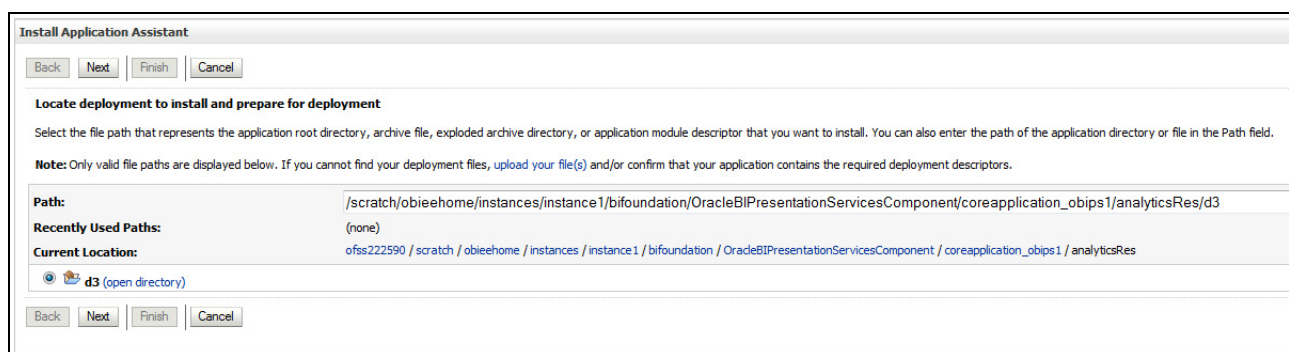 Install Application Assistant
Back Next Finish Cancel
Locate deployment to install and prepare for deployment
Select the file path that represents the application root directory, archive file, exploded archive directory, or application module descriptor that you want to install. You can also enter the path of the application directory or file in the Path field.
Note: Only valid file paths are displayed below. If you cannot find your deployment files, upload your file(s) and/or confirm that your application contains the required deployment descriptors.
Path: /scratch/obieehome/instances/instance1/bifoundation/OracleBIPresentationServicesComponent/coreapplication_obips1/analyticsRes/d3
Recently Used Paths: (none)
Current Location: ofss222590 / scratch / obieehome / instances / instance1 / bifoundation / OracleBIPresentationServicesComponent / coreapplication_obips1 / analyticsRes
d3 (open directory)
Back Next Finish Cancel